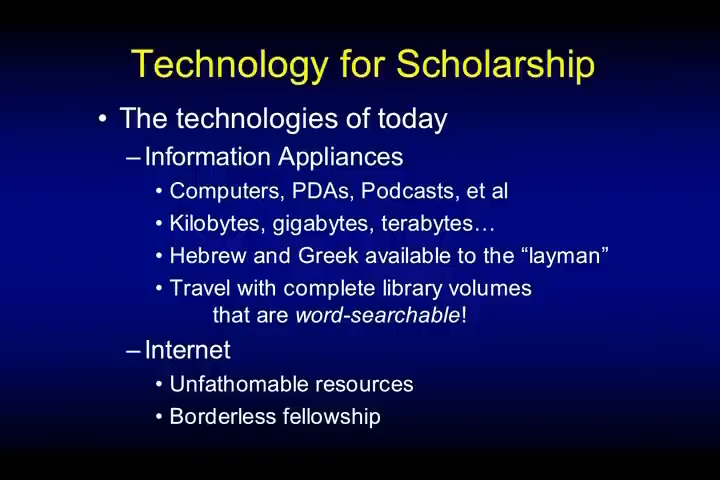 Technology for Scholarship
• The technologies of today
– Information Appliances
• Computers, PDAs, Podcasts, et al
• Kilobytes, gigabytes, terabytes…
• Hebrew and Greek available to the “layman”
• Travel with complete library volumes
that are word-searchable!
– Internet
• Unfathomable resources
• Borderless fellowship